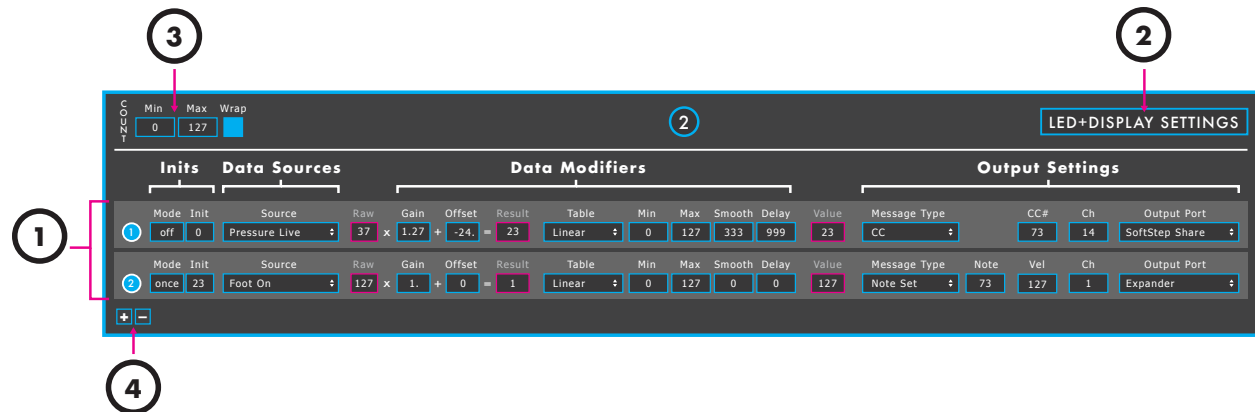 3
2
COUNT
Min Max Wrap
0 127
2
LED+DISPLAY SETTINGS
Inits Data Sources Data Modifiers Output Settings
1
Mode Init Source Raw Gain Offset Result Table Min Max Smooth Delay Value Message Type CC# Ch Output Port
1 off 0 Pressure Live 37 x 1.27 + -24. = 23 Linear 0 127 333 999 23 CC 73 14 SoftStep Share
Mode Init Source Raw Gain Offset Result Table Min Max Smooth Delay Value Message Type Note Vel Ch Output Port
2 once 23 Foot On 127 x 1. + 0 = 1 Linear 0 127 0 0 127 Note Set 73 127 1 Expander
+ −
4